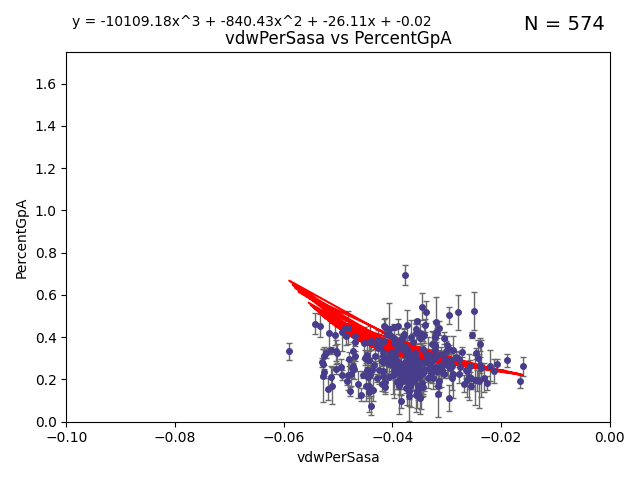 y = -10109.18x^3 + -840.43x^2 + -26.11x + -0.02
N = 574
vdwPerSasa vs PercentGpA
PercentGpA
1.6
1.4
1.2
1.0
0.8
0.6
0.4
0.2
0.0
−0.10 −0.08 −0.06 −0.04 −0.02 0.00
vdwPerSasa